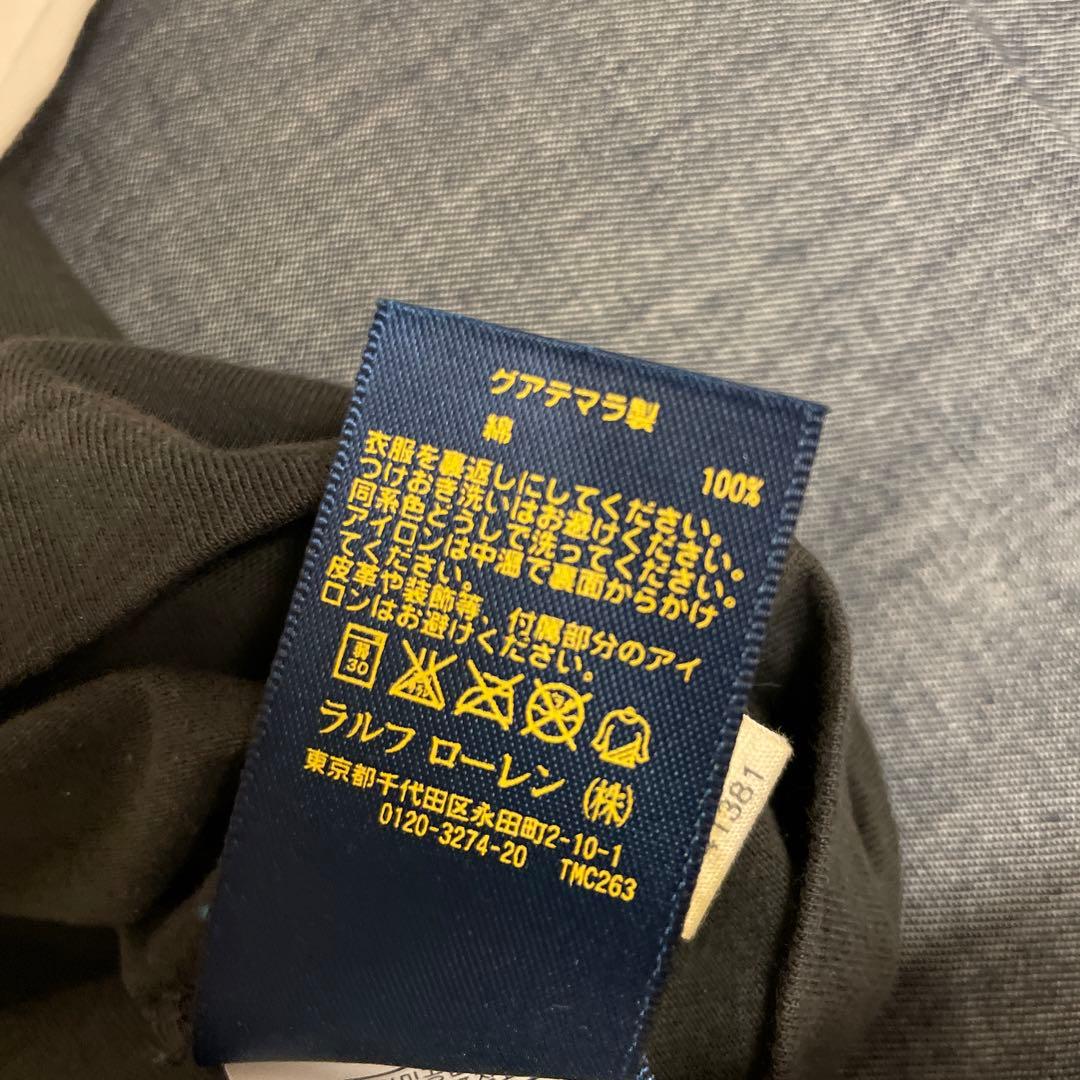 グアテマラ製
綿 100%
衣服を裏返しにしてください。
つけおき洗いはお避けください。
同系色どうしで洗ってください。
アイロンは中温で裏面からかけ
てください。
皮革や装飾等、付属部分のアイ
ロンはお避けください。
弱
30
ラルフ ローレン (株)
東京都千代田区永田町2-10-1
0120-3274-20 TMC263
1381